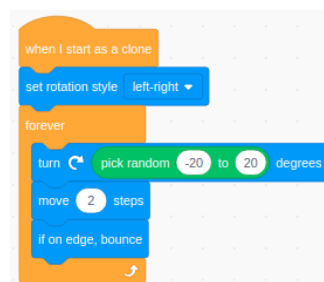 when I start as a clone
set rotation style left-right
forever
turn pick random -20 to 20 degrees
move 2 steps
if on edge, bounce